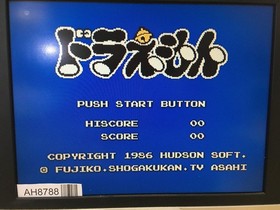 ドラえもん
PUSH START BUTTON
HISCORE 00
SCORE 00
COPYRIGHT 1986 HUDSON SOFT.
© FUJIKO.SHOGAKUKAN.TV ASAHI
AH8788